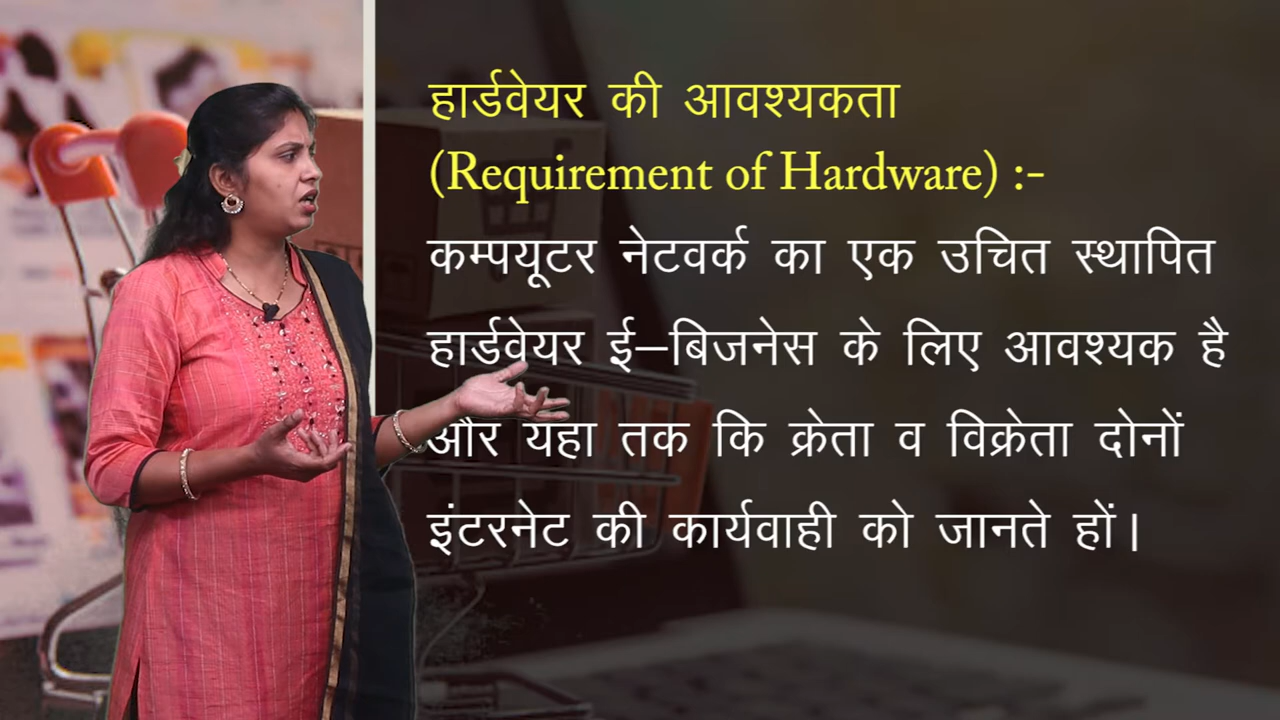 हार्डवेयर की आवश्यकता
(Requirement of Hardware) :-
कम्पयूटर नेटवर्क का एक उचित स्थापित
हार्डवेयर ई–बिजनेस के लिए आवश्यक है
और यहा तक कि क्रेता व विक्रेता दोनों
इंटरनेट की कार्यवाही को जानते हों।